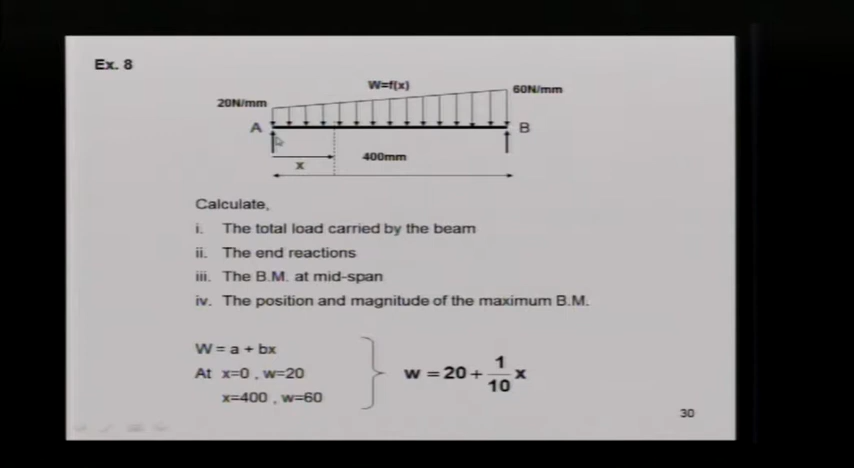 Ex. 8
W=f(x)
20N/mm
60N/mm
A
B
x
400mm
Calculate,
i. The total load carried by the beam
ii. The end reactions
iii. The B.M. at mid-span
iv. The position and magnitude of the maximum B.M.
W = a + bx
At x=0 , w=20
x=400 , w=60
w = 20 + 1/10 x
30